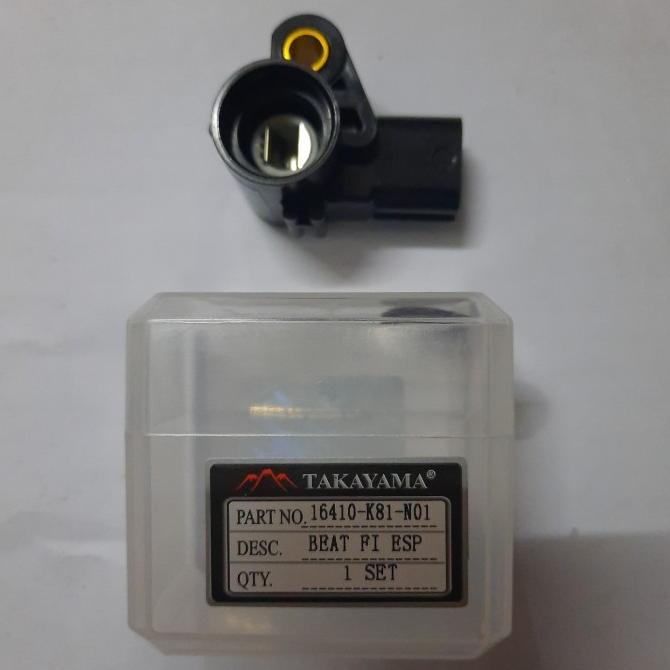 TAKAYAMA®
PART NO. 16410-K81-N01
DESC. BEAT FI ESP
QTY. 1 SET